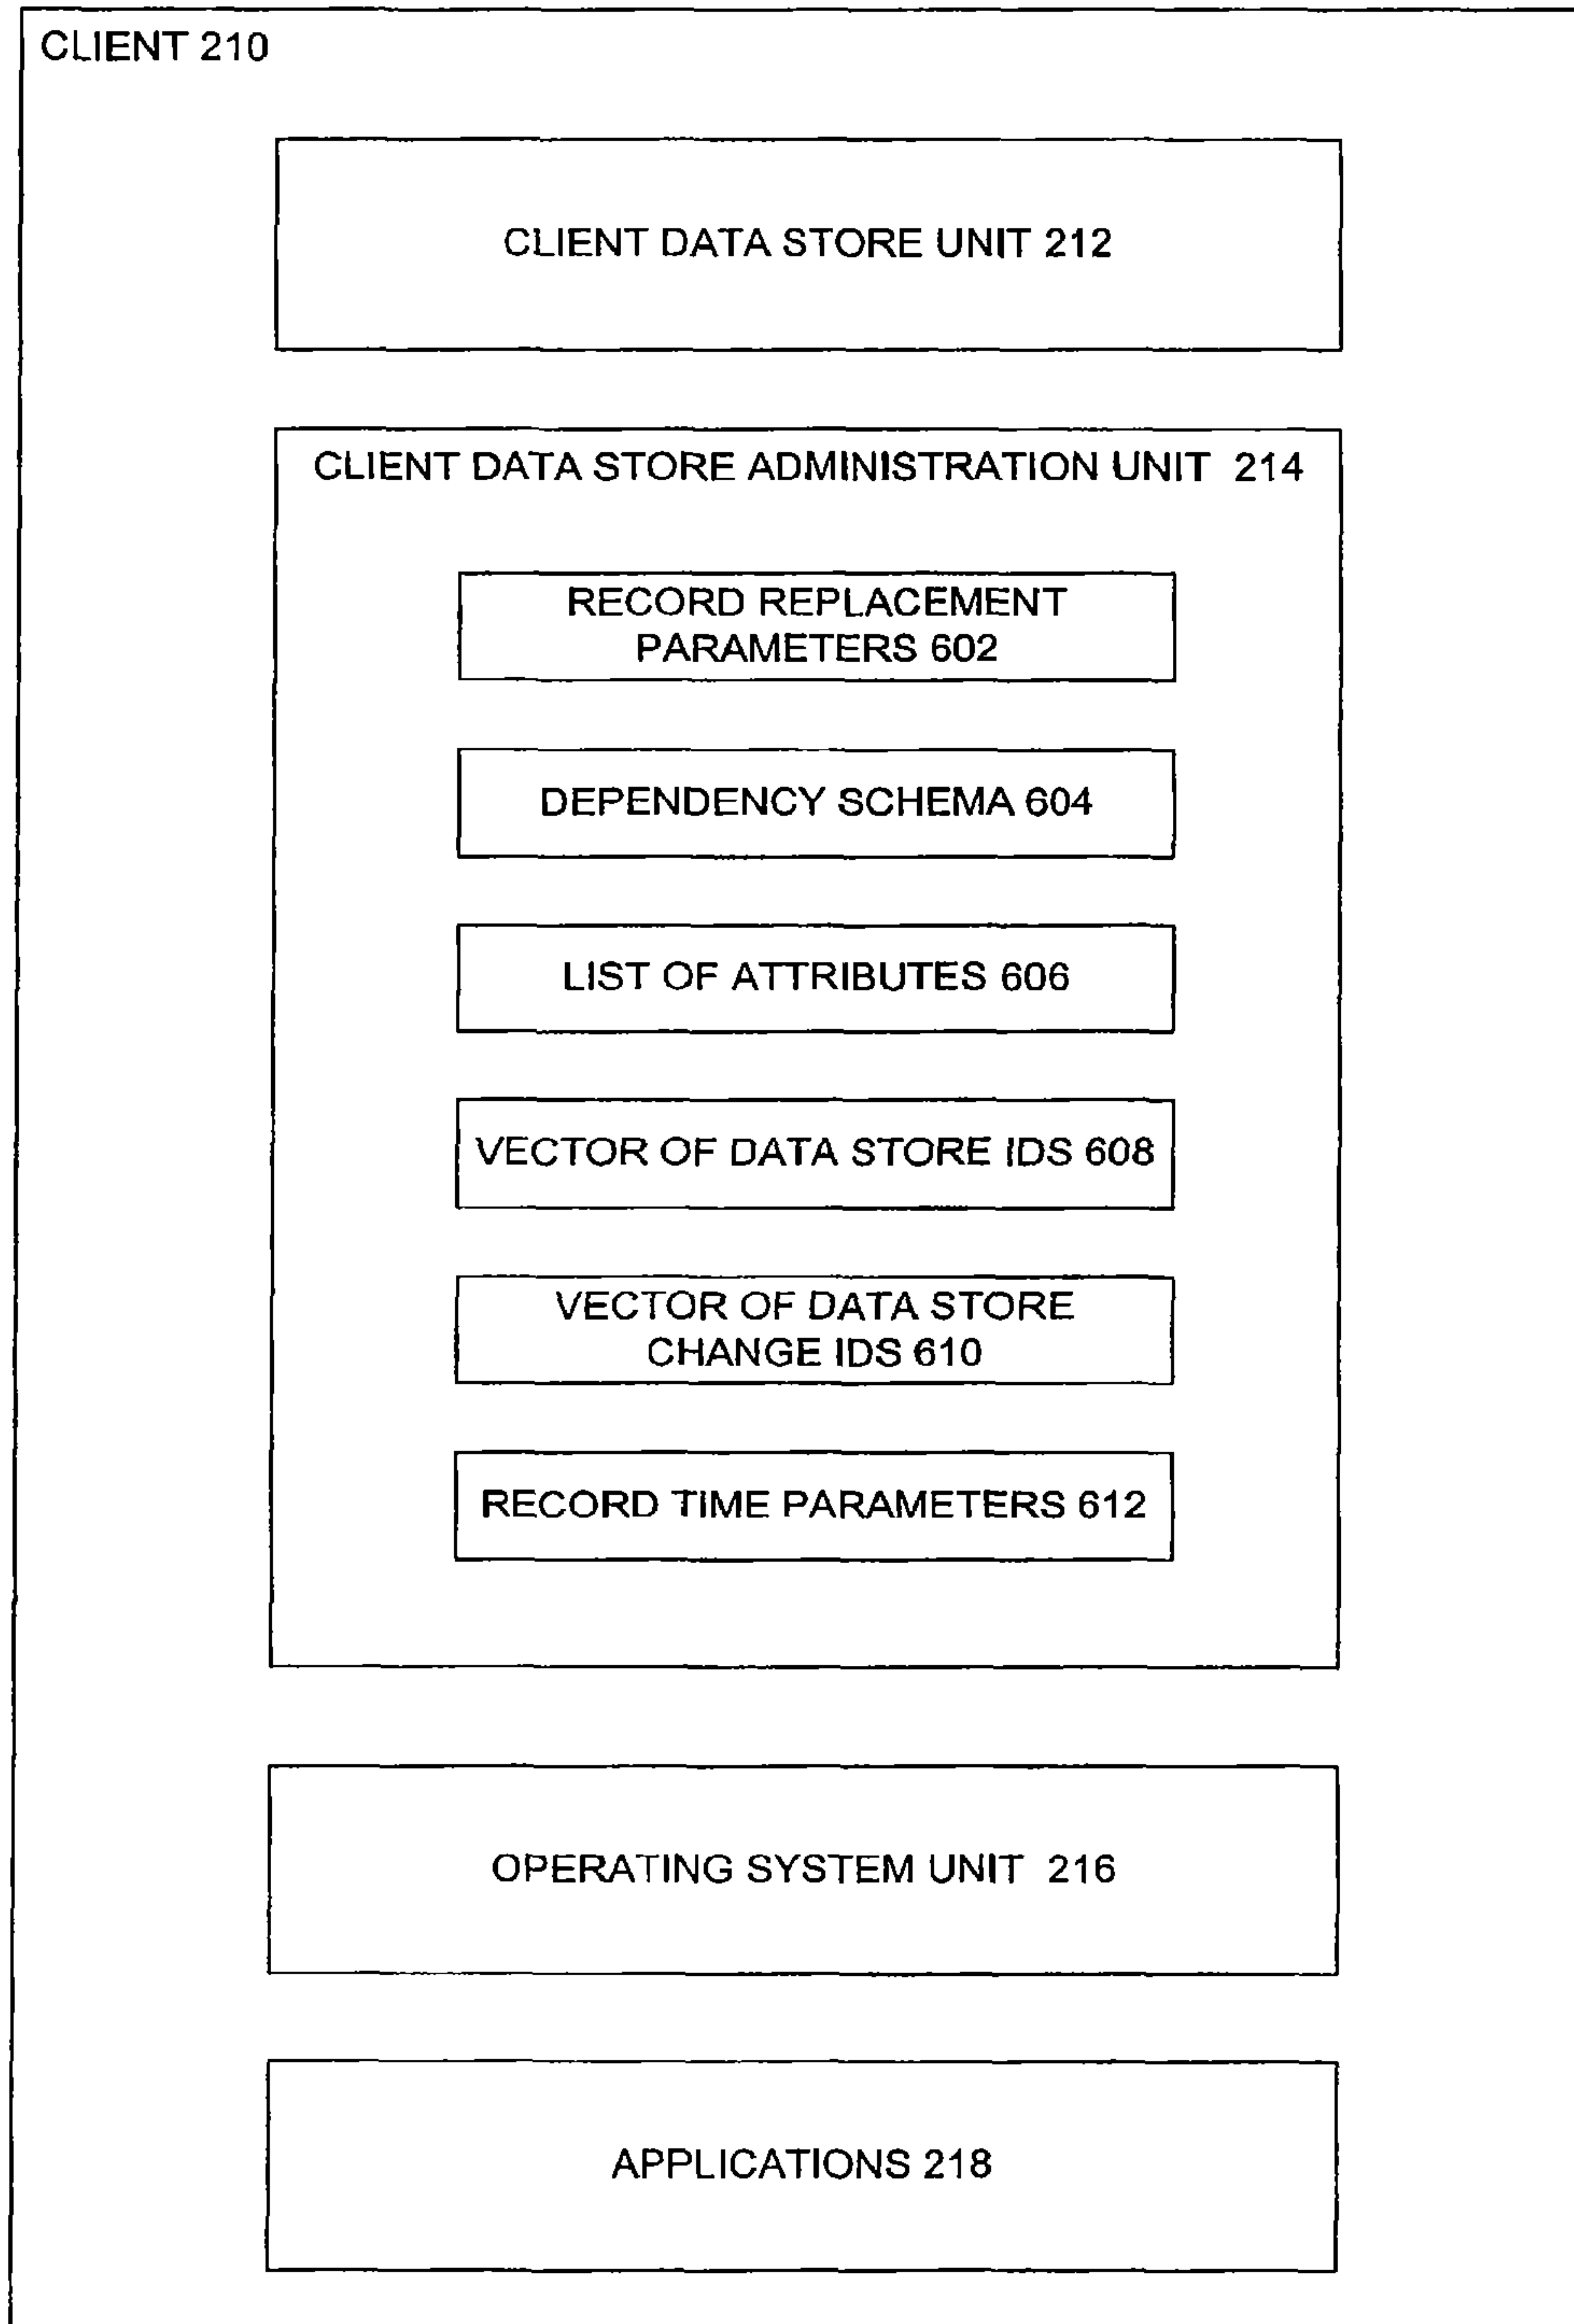 CLIENT 210
CLIENT DATA STORE UNIT 212
CLIENT DATA STORE ADMINISTRATION UNIT 214
RECORD REPLACEMENT
PARAMETERS 602
DEPENDENCY SCHEMA 604
LIST OF ATTRIBUTES 606
VECTOR OF DATA STORE IDS 608
VECTOR OF DATA STORE
CHANGE IDS 610
RECORD TIME PARAMETERS 612
OPERATING SYSTEM UNIT 216
APPLICATIONS 218